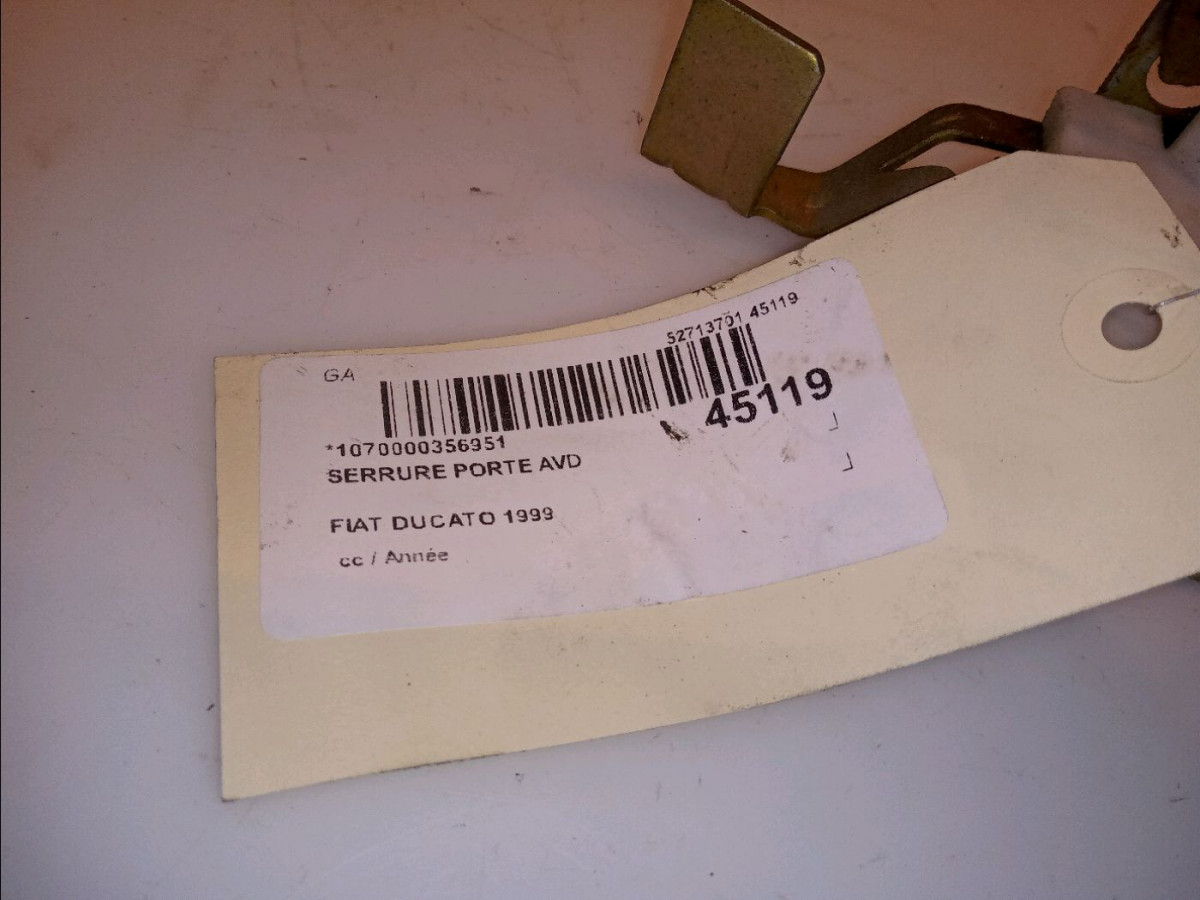 52713701 45119
GA
45119
*1070000356951
SERRURE PORTE AVD
FIAT DUCATO 1999
cc / Année